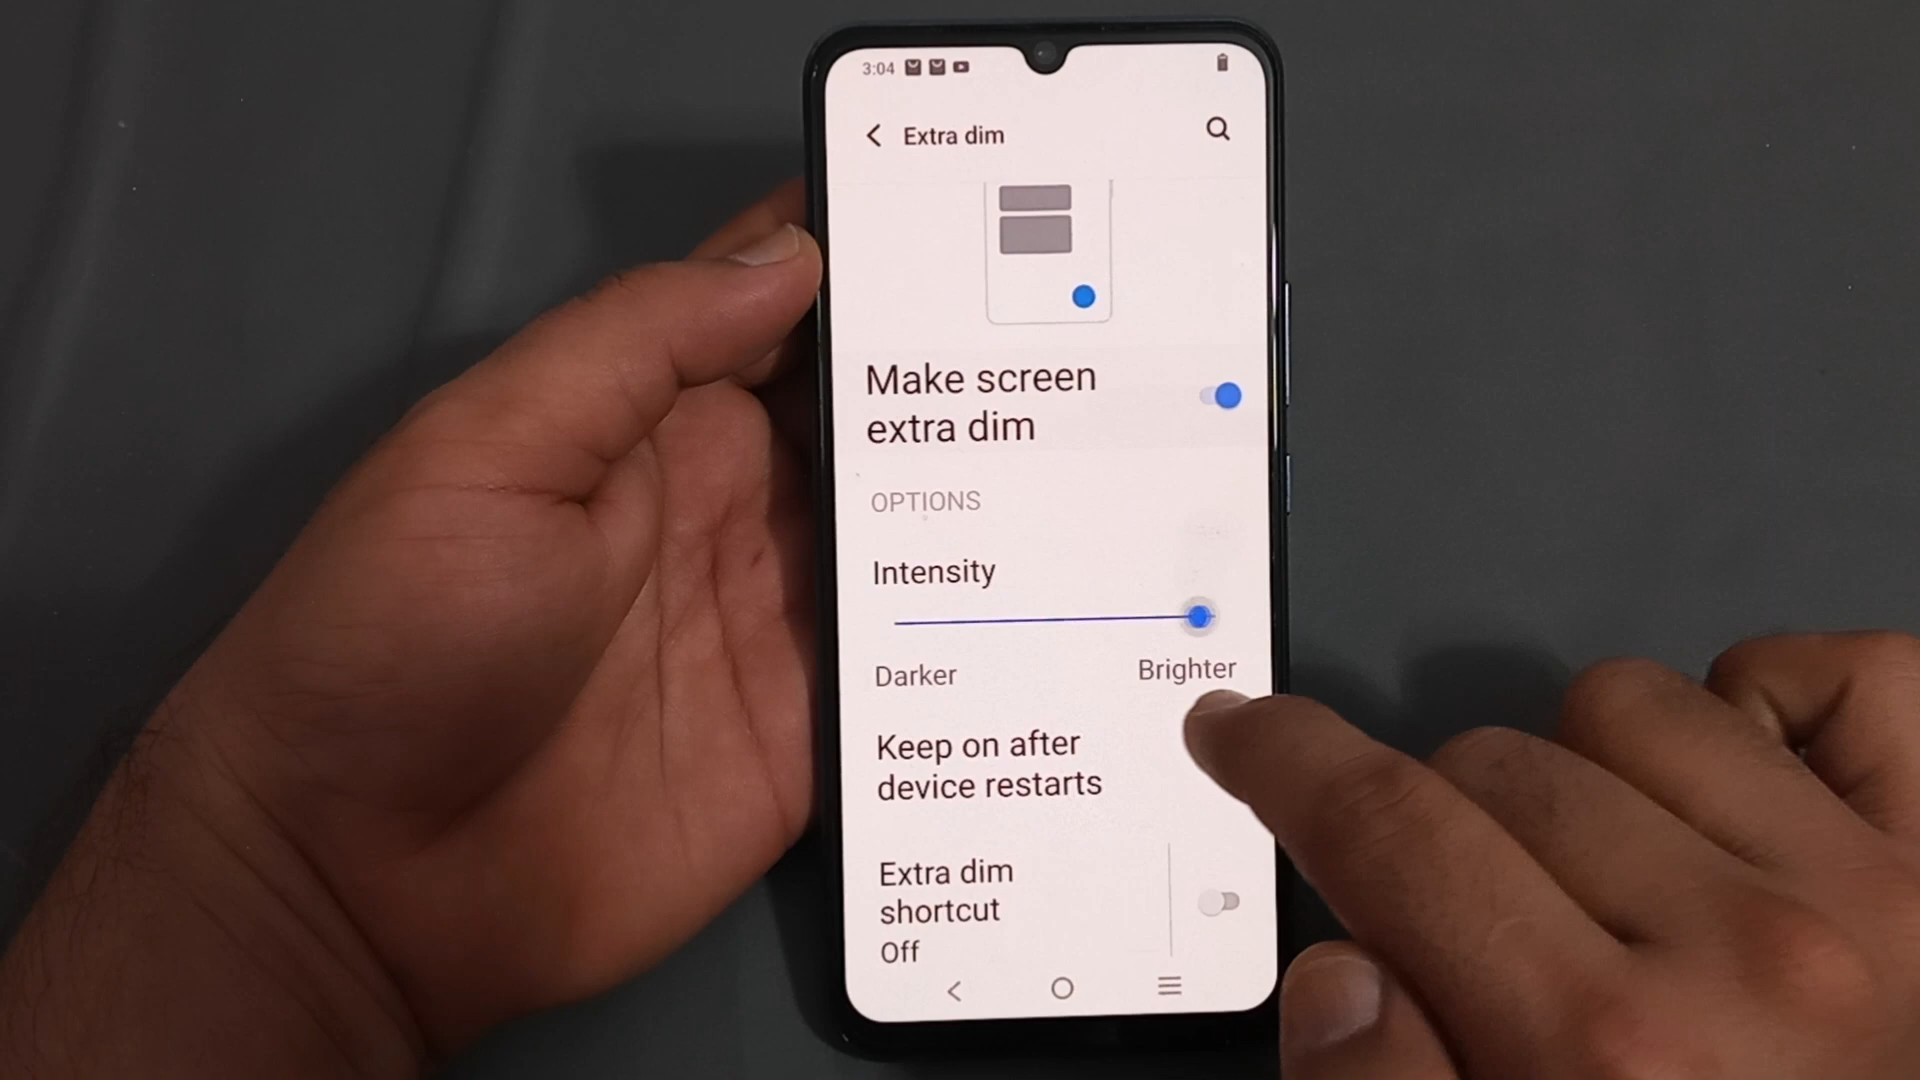 3:04
Extra dim
Make screen
extra dim
OPTIONS
Intensity
Darker
Brighter
Keep on after
device restarts
Extra dim
shortcut
Off